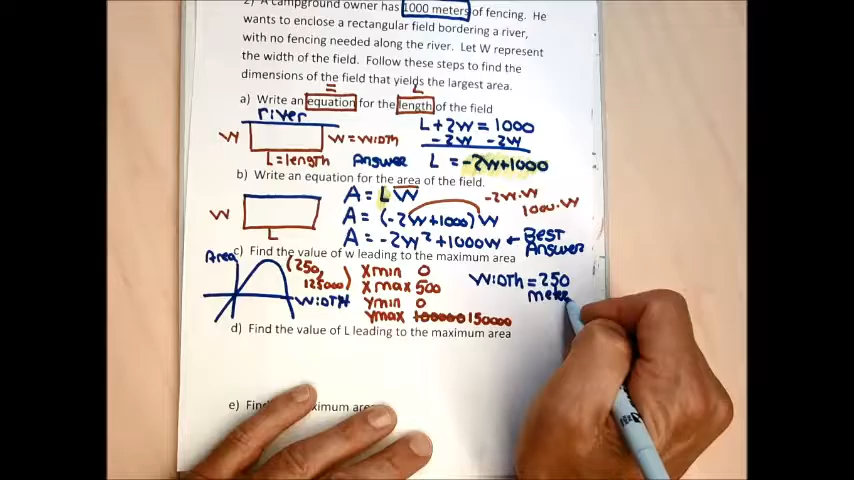 2) A campground owner has 1000 meters of fencing. He
wants to enclose a rectangular field bordering a river,
with no fencing needed along the river. Let W represent
the width of the field. Follow these steps to find the
dimensions of the field that yields the largest area.
= L
a) Write an equation for the length of the field
river
W W = WIDTH
L = length
L + 2W = 1000
- 2W - 2W
Answer L = -2W+1000
b) Write an equation for the area of the field.
W
L
A = L W
A = (-2W+1000) W
A = -2W² + 1000W ← BEST
Answer
-2W·W
1000·W
c) Find the value of w leading to the maximum area
Area
(250,
125000)
WIDTH
Xmin 0
Xmax 500
Ymin 0
Ymax 100000 150000
WIDTH = 250
d) Find the value of L leading to the maximum area